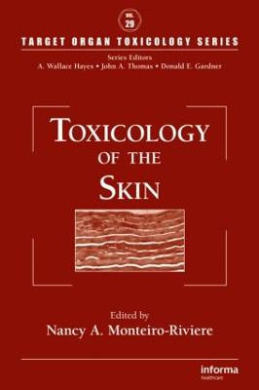 VOL.
29
TARGET ORGAN TOXICOLOGY SERIES
Series Editors
A. Wallace Hayes • John A. Thomas • Donald E. Gardner
TOXICOLOGY
OF THE
SKIN
Edited by
Nancy A. Monteiro-Riviere
informa
healthcare